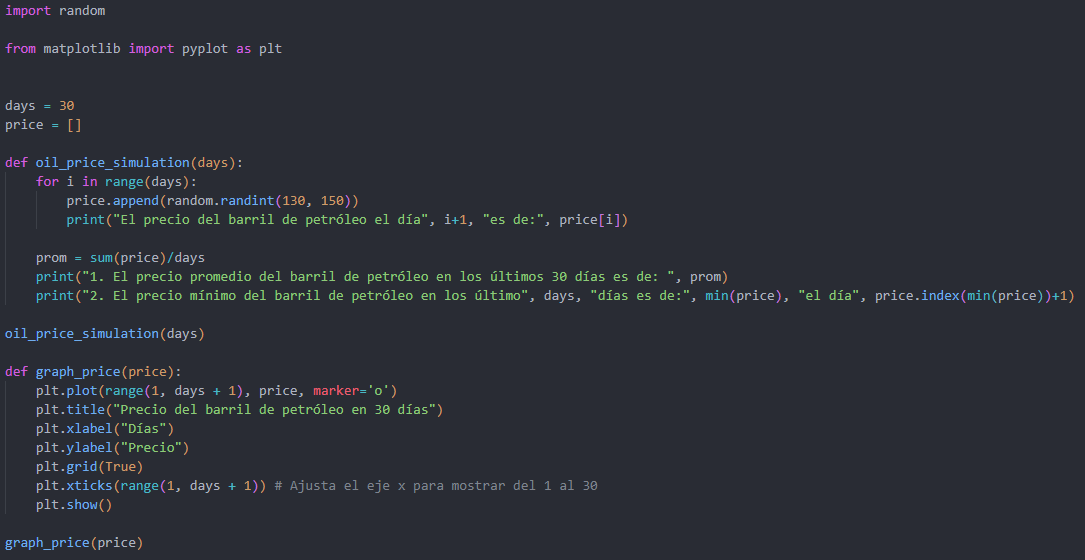 import random
from matplotlib import pyplot as plt
days = 30
price = []
def oil_price_simulation(days):
for i in range(days):
price.append(random.randint(130, 150))
print("El precio del barril de petróleo el día", i+1, "es de:", price[i])
prom = sum(price)/days
print("1. El precio promedio del barril de petróleo en los últimos 30 días es de: ", prom)
print("2. El precio mínimo del barril de petróleo en los último", days, "días es de:", min(price), "el día", price.index(min(price))+1)
oil_price_simulation(days)
def graph_price(price):
plt.plot(range(1, days + 1), price, marker='o')
plt.title("Precio del barril de petróleo en 30 días")
plt.xlabel("Días")
plt.ylabel("Precio")
plt.grid(True)
plt.xticks(range(1, days + 1)) # Ajusta el eje x para mostrar del 1 al 30
plt.show()
graph_price(price)